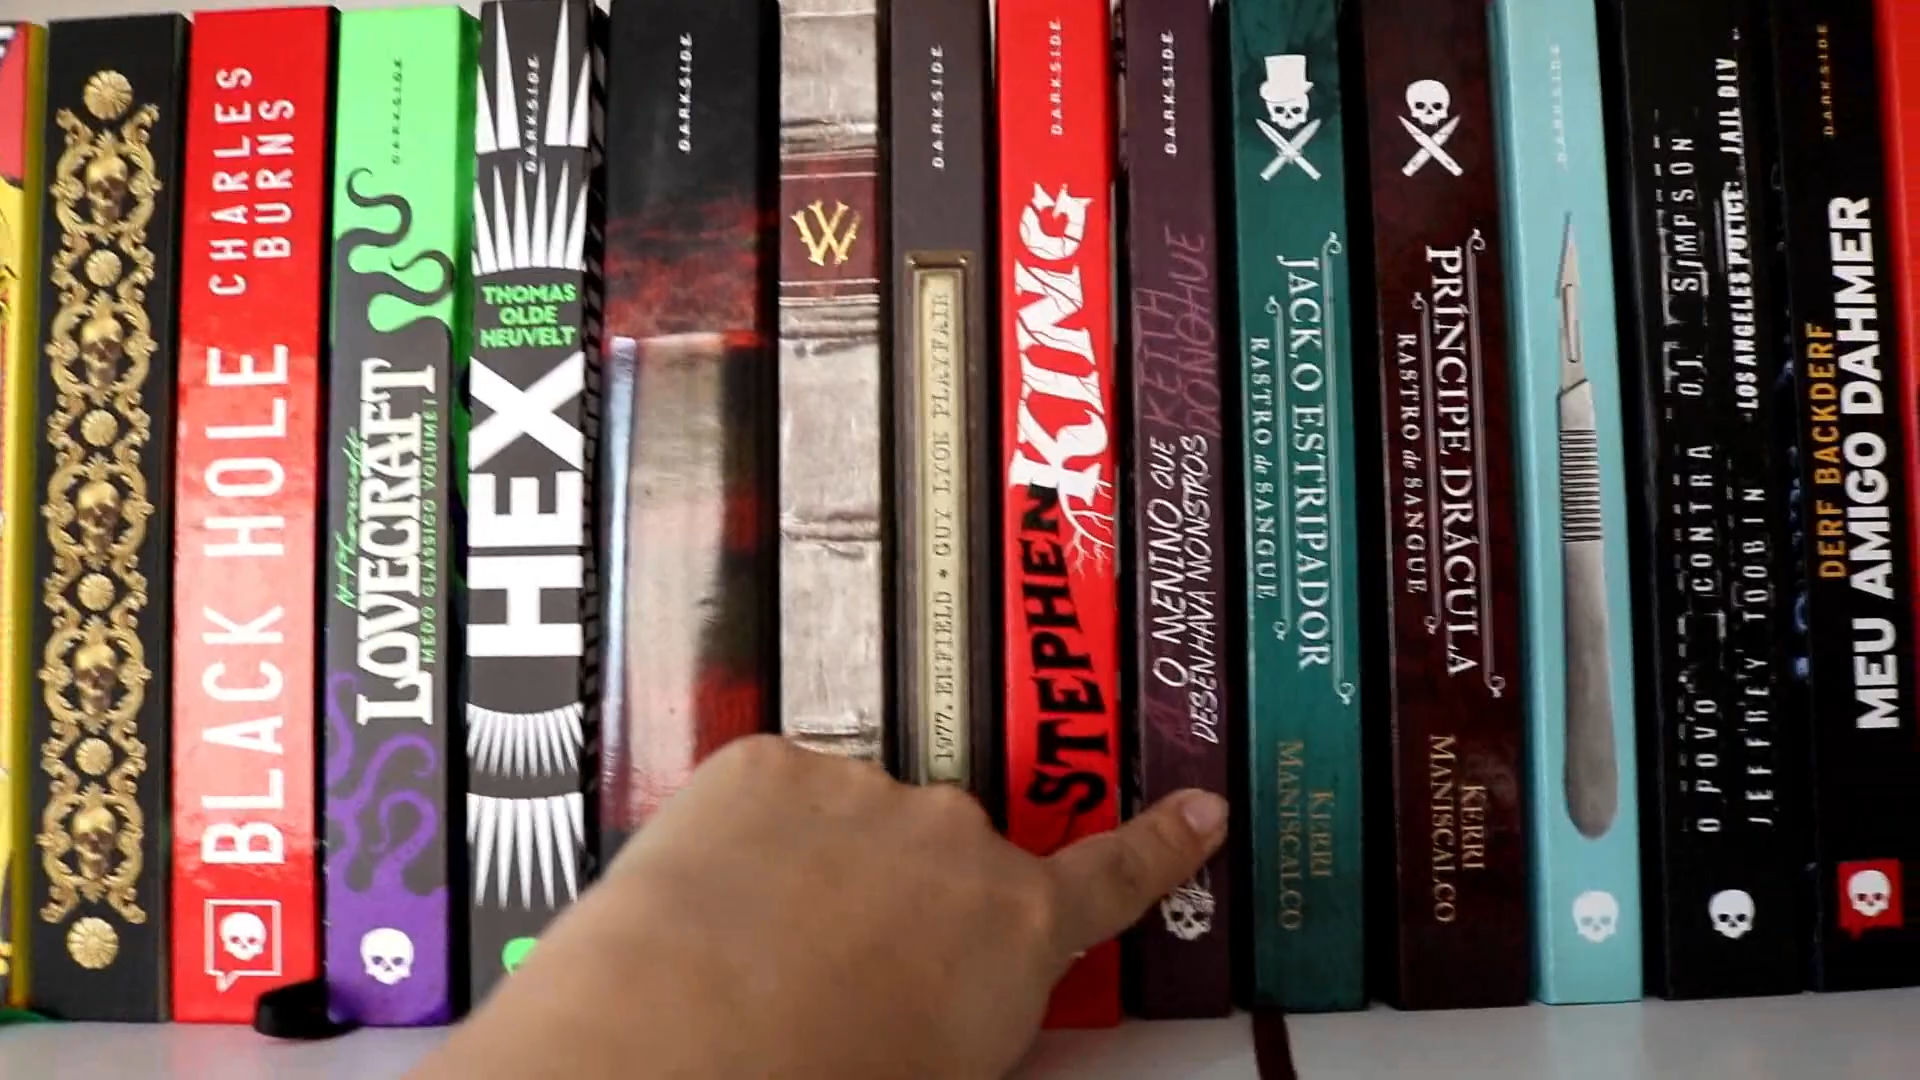 CHARLES
BURNS
BLACK HOLE
DARKSIDE
LOVECRAFT
MEDO CLÁSSICO VOLUME I
DARKSIDE
THOMAS
OLDE
HEUVELT
HEX
DARKSIDE
W
DARKSIDE
1977. ENFIELD • GUY LYON PLAYFAIR
DARKSIDE
STEPHEN KING
DARKSIDE
KEITH
DONOHUE
O MENINO QUE
DESENHAVA MONSTROS
JACK, O ESTRIPADOR
RASTRO de SANGUE
KERRI
MANISCALCO
PRÍNCIPE DRÁCULA
RASTRO de SANGUE
KERRI
MANISCALCO
DARKSIDE
O POVO CONTRA O.J. SIMPSON
JEFFREY TOOBIN
LOS ANGELES POLICE: JAIL DIV
DARKSIDE
DERF BACKDERF
MEU AMIGO DAHMER